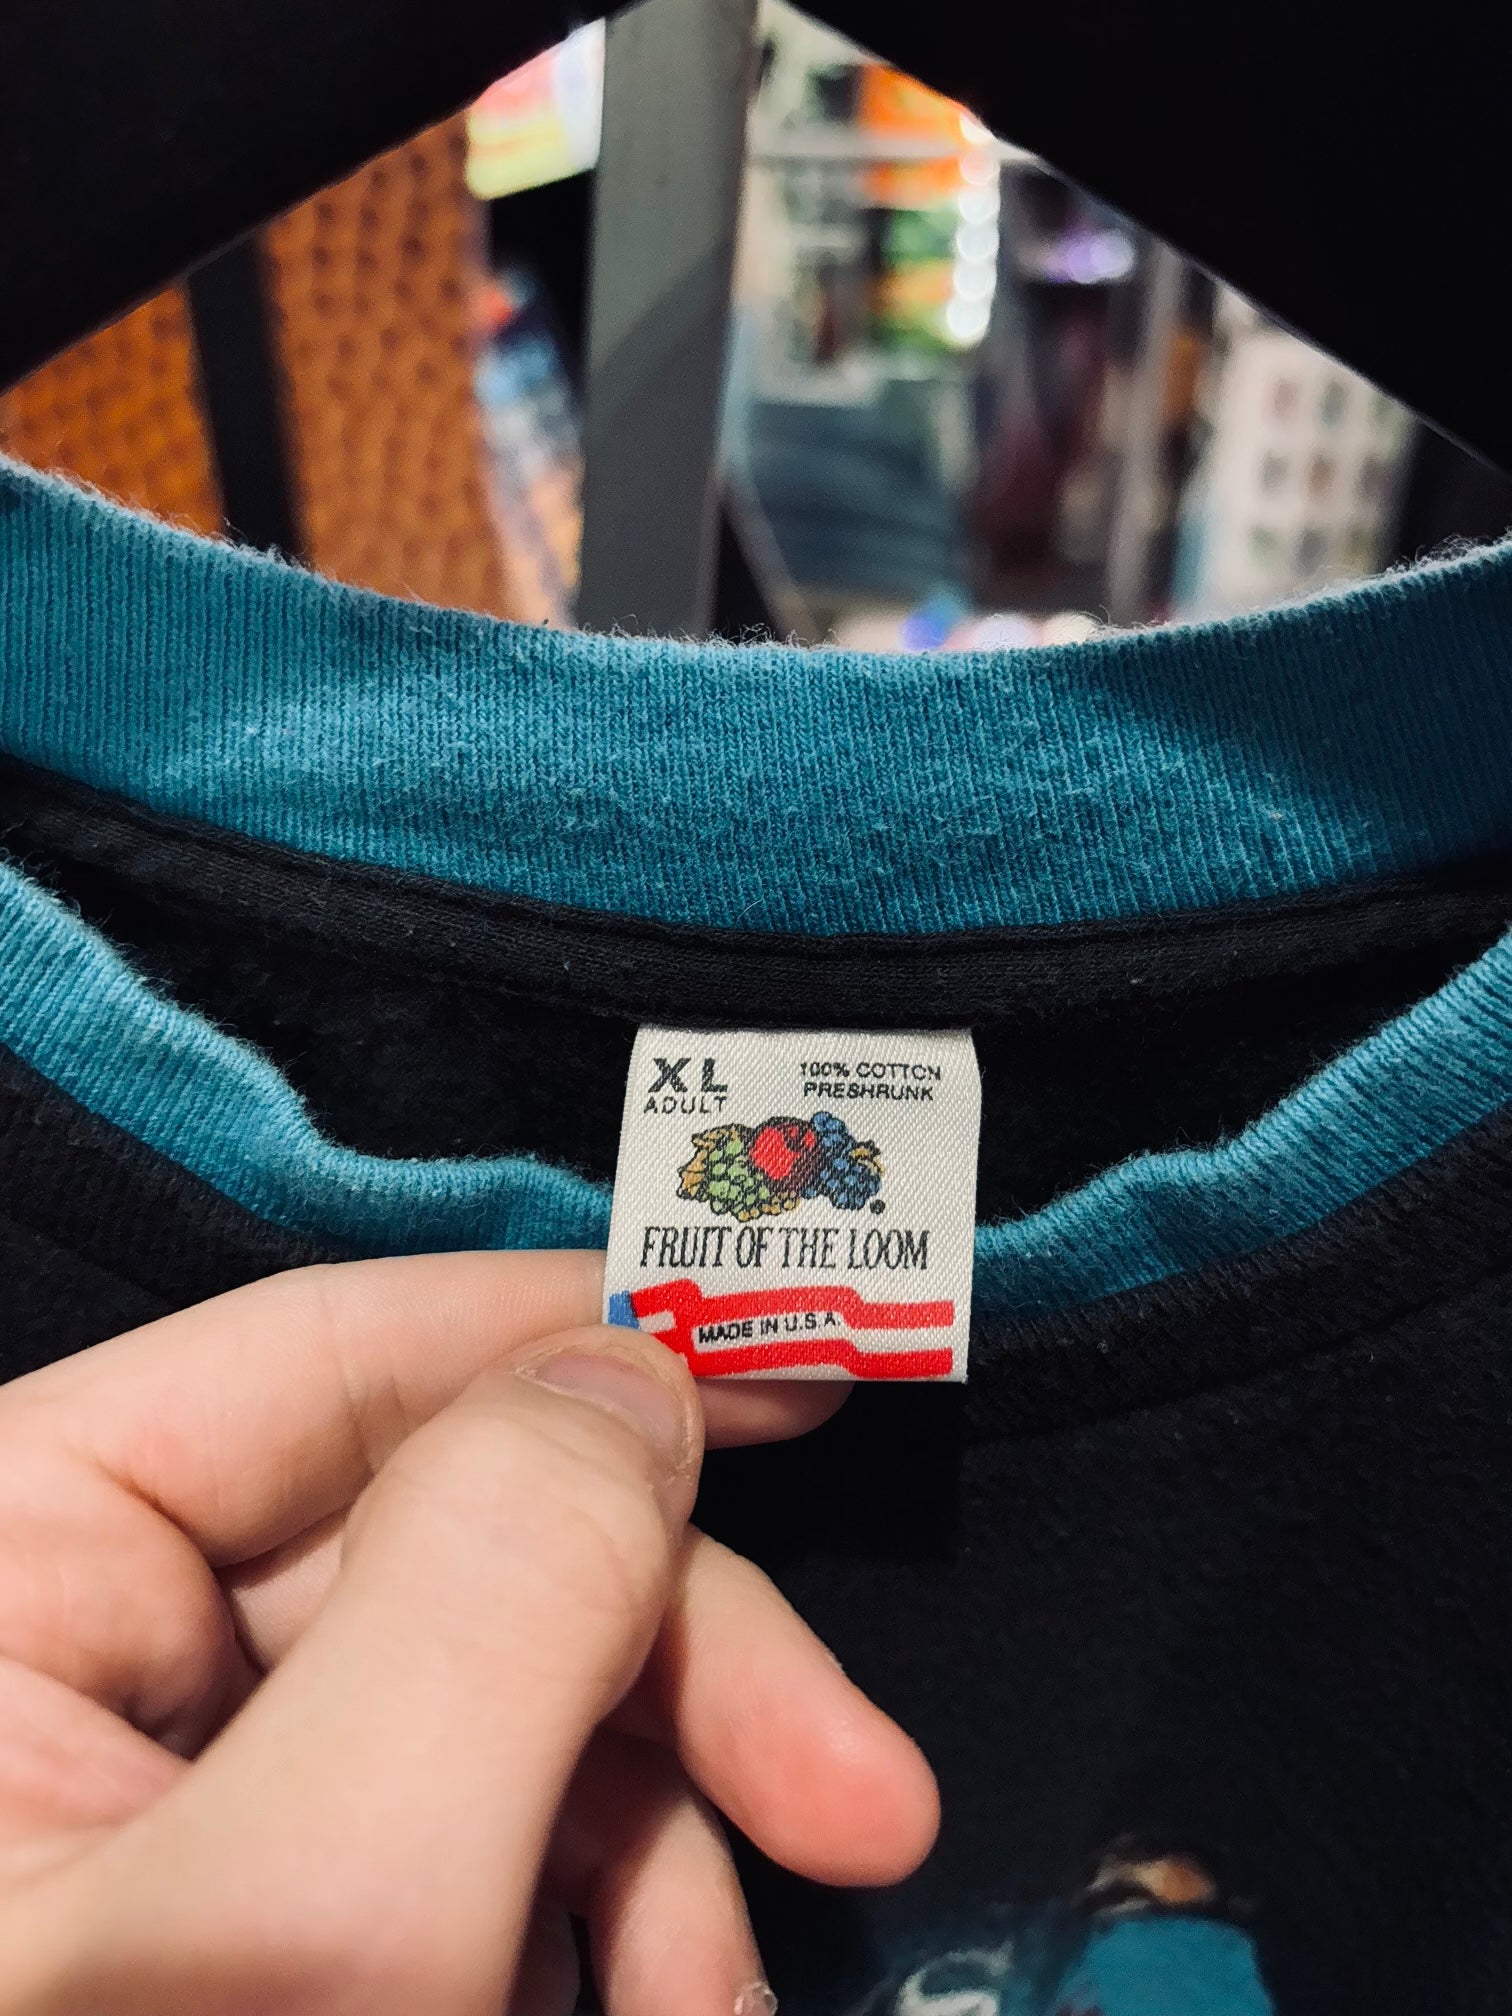 XL
ADULT
100% COTTON
PRESHRUNK
FRUIT OF THE LOOM
MADE IN U.S.A.